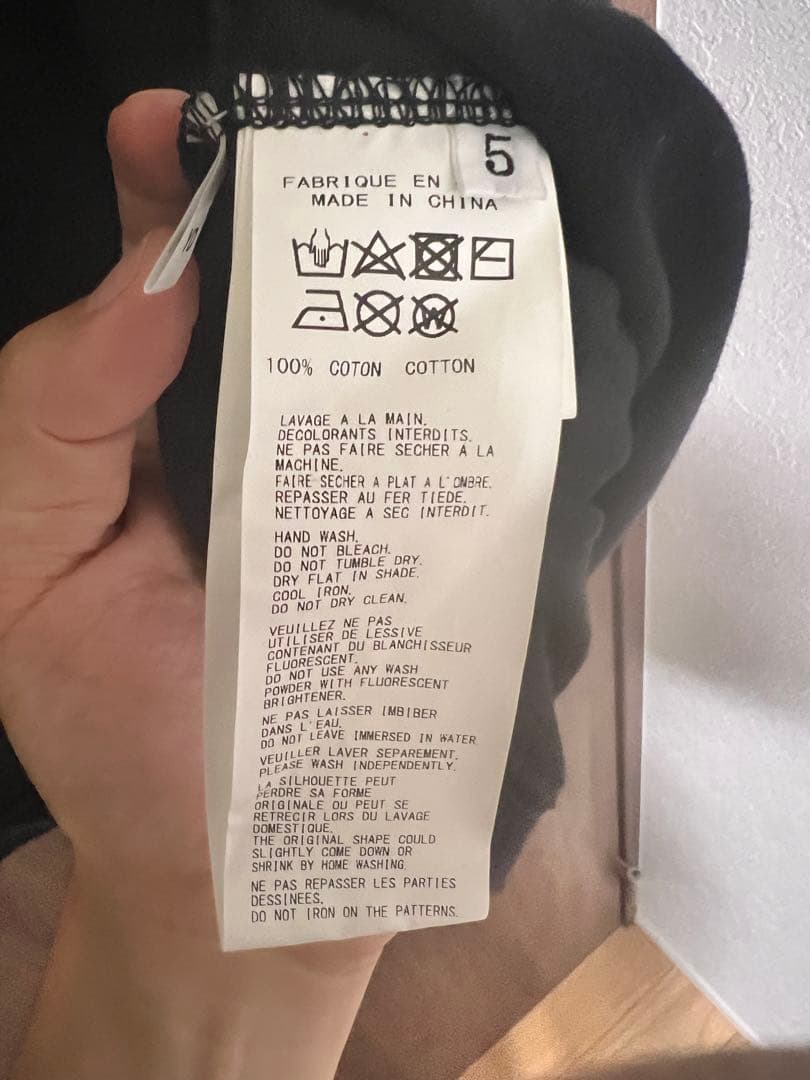 5
FABRIQUE EN
MADE IN CHINA
W
100% COTON COTTON
LAVAGE A LA MAIN.
DECOLORANTS INTERDITS.
NE PAS FAIRE SECHER A LA
MACHINE.
FAIRE SECHER A PLAT A L'OMBRE.
REPASSER AU FER TIEDE.
NETTOYAGE A SEC INTERDIT.
HAND WASH.
DO NOT BLEACH.
DO NOT TUMBLE DRY.
DRY FLAT IN SHADE.
COOL IRON.
DO NOT DRY CLEAN.
VEUILLEZ NE PAS
UTILISER DE LESSIVE
CONTENANT DU BLANCHISSEUR
FLUORESCENT.
DO NOT USE ANY WASH
POWDER WITH FLUORESCENT
BRIGHTENER.
NE PAS LAISSER IMBIBER
DANS L'EAU.
DO NOT LEAVE IMMERSED IN WATER
VEUILLER LAVER SEPAREMENT.
PLEASE WASH INDEPENDENTLY.
LA SILHOUETTE PEUT
PERDRE SA FORME
ORIGINALE OU PEUT SE
RETRECIR LORS DU LAVAGE
DOMESTIQUE.
THE ORIGINAL SHAPE COULD
SLIGHTLY COME DOWN OR
SHRINK BY HOME WASHING.
NE PAS REPASSER LES PARTIES
DESSINEES.
DO NOT IRON ON THE PATTERNS.